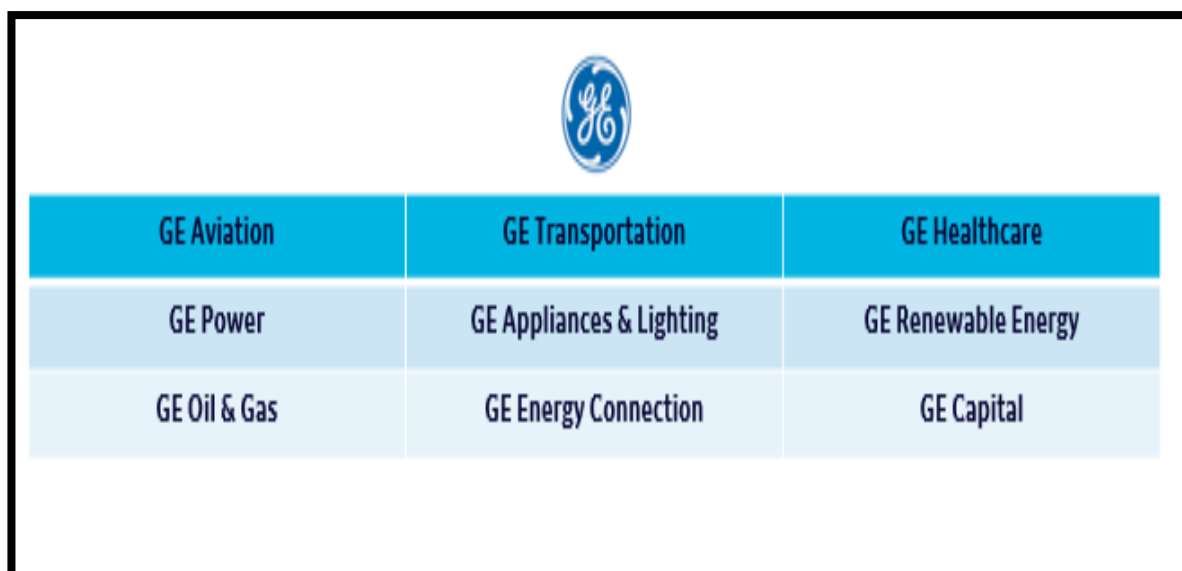 GE
GE Aviation GE Transportation GE Healthcare
GE Power GE Appliances & Lighting GE Renewable Energy
GE Oil & Gas GE Energy Connection GE Capital